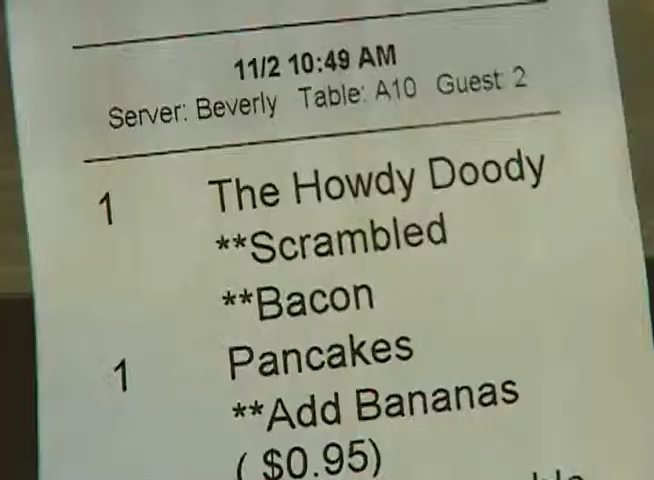 11/2 10:49 AM
Server: Beverly Table: A10 Guest: 2
1 The Howdy Doody
**Scrambled
**Bacon
1 Pancakes
**Add Bananas
( $0.95)